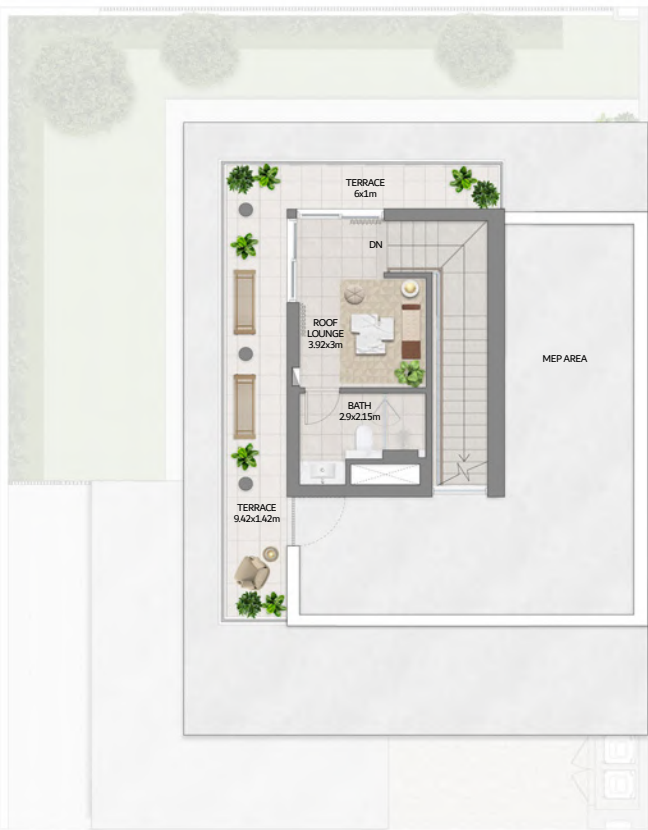 TERRACE
6x1m
DN
ROOF
LOUNGE
3.92x3m
MEP AREA
BATH
2.9x2.15m
TERRACE
9.42x1.42m